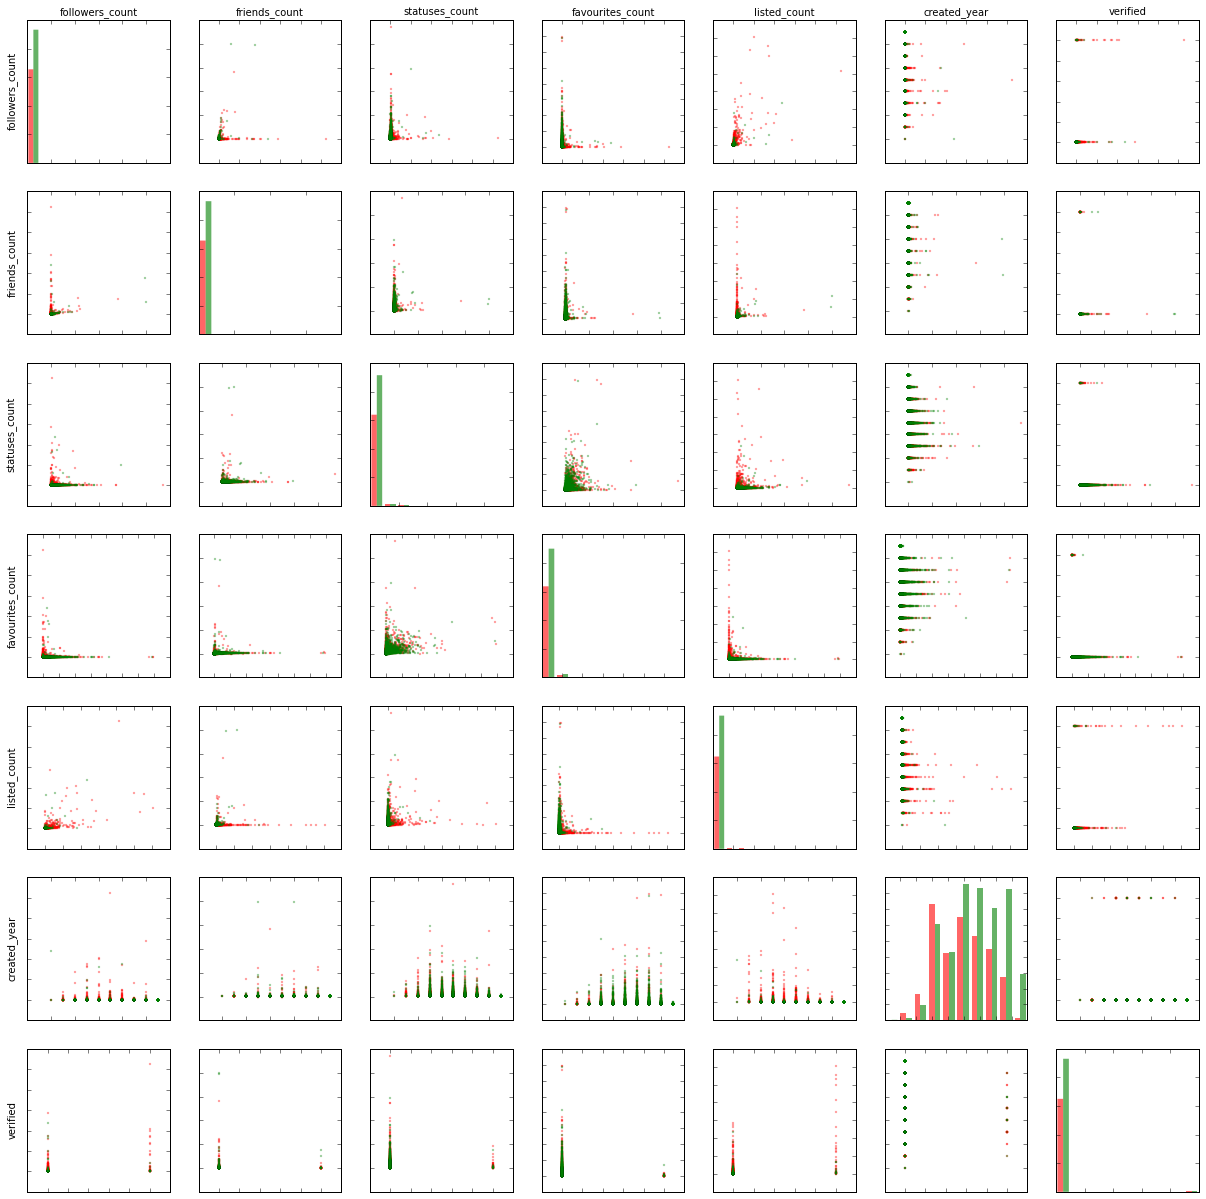 followers_count friends_count statuses_count favourites_count listed_count created_year verified
followers_count
friends_count
statuses_count
favourites_count
listed_count
created_year
verified